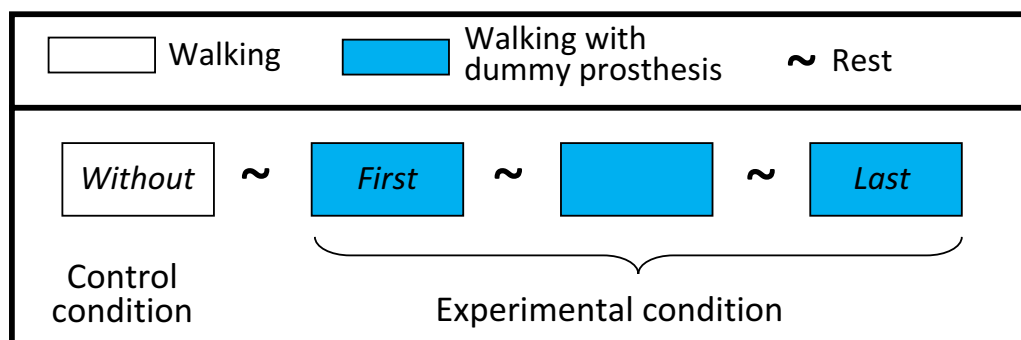 Walking
Walking with
dummy prosthesis
~ Rest
Without ~ First ~ ~ Last
Control
condition
Experimental condition